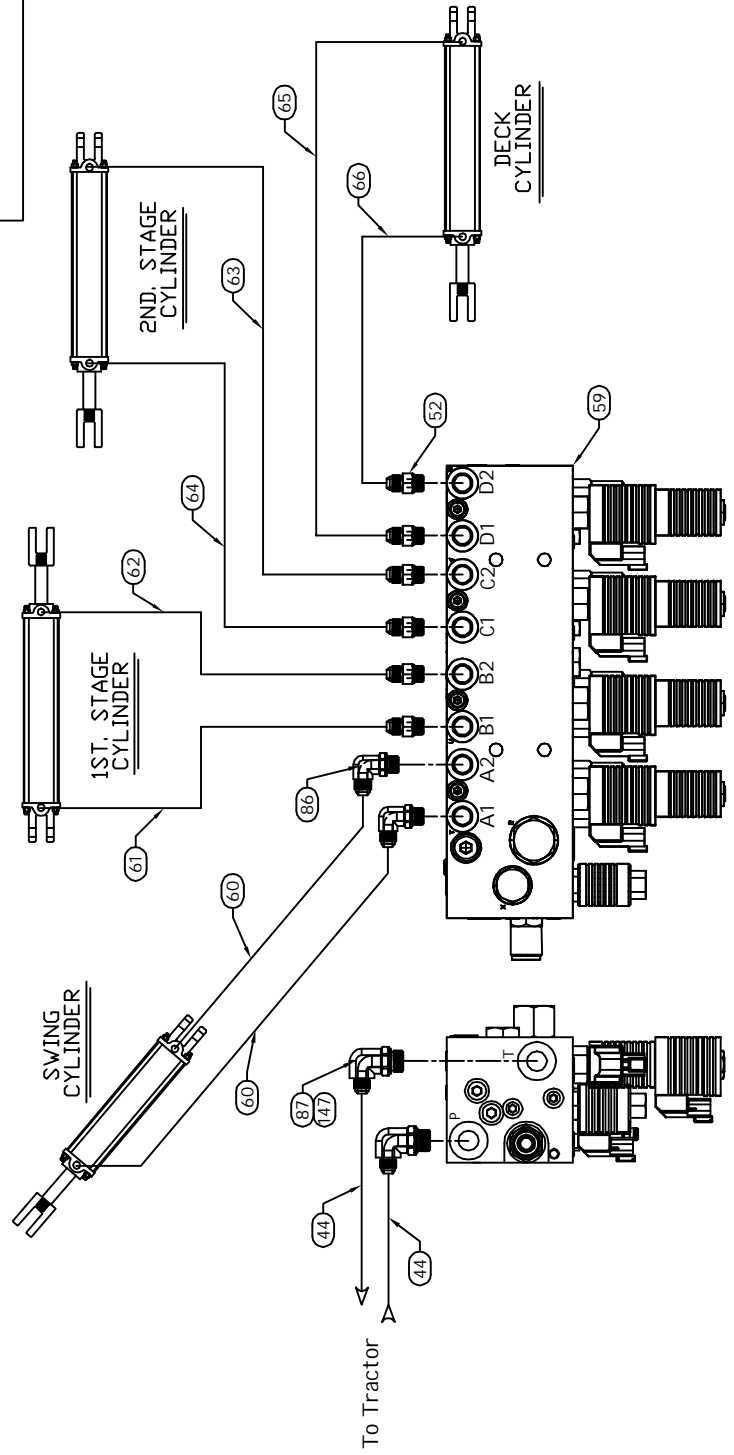 SWING
CYLINDER
1ST. STAGE
CYLINDER
2ND. STAGE
CYLINDER
DECK
CYLINDER
60
60
61
62
64
63
65
66
86
52
59
87
147
44
44
To Tractor
P
T
A1
A2
B1
B2
C1
C2
D1
D2